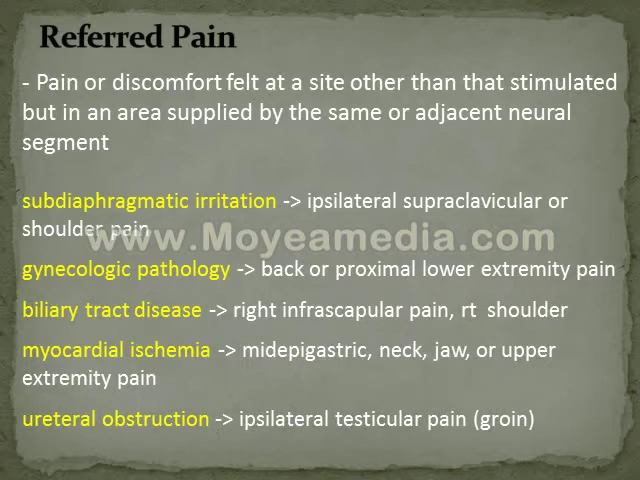 Referred Pain
- Pain or discomfort felt at a site other than that stimulated
but in an area supplied by the same or adjacent neural
segment
subdiaphragmatic irritation -> ipsilateral supraclavicular or
shoulder pain
www.Moyeamedia.com
gynecologic pathology -> back or proximal lower extremity pain
biliary tract disease -> right infrascapular pain, rt shoulder
myocardial ischemia -> midepigastric, neck, jaw, or upper
extremity pain
ureteral obstruction -> ipsilateral testicular pain (groin)